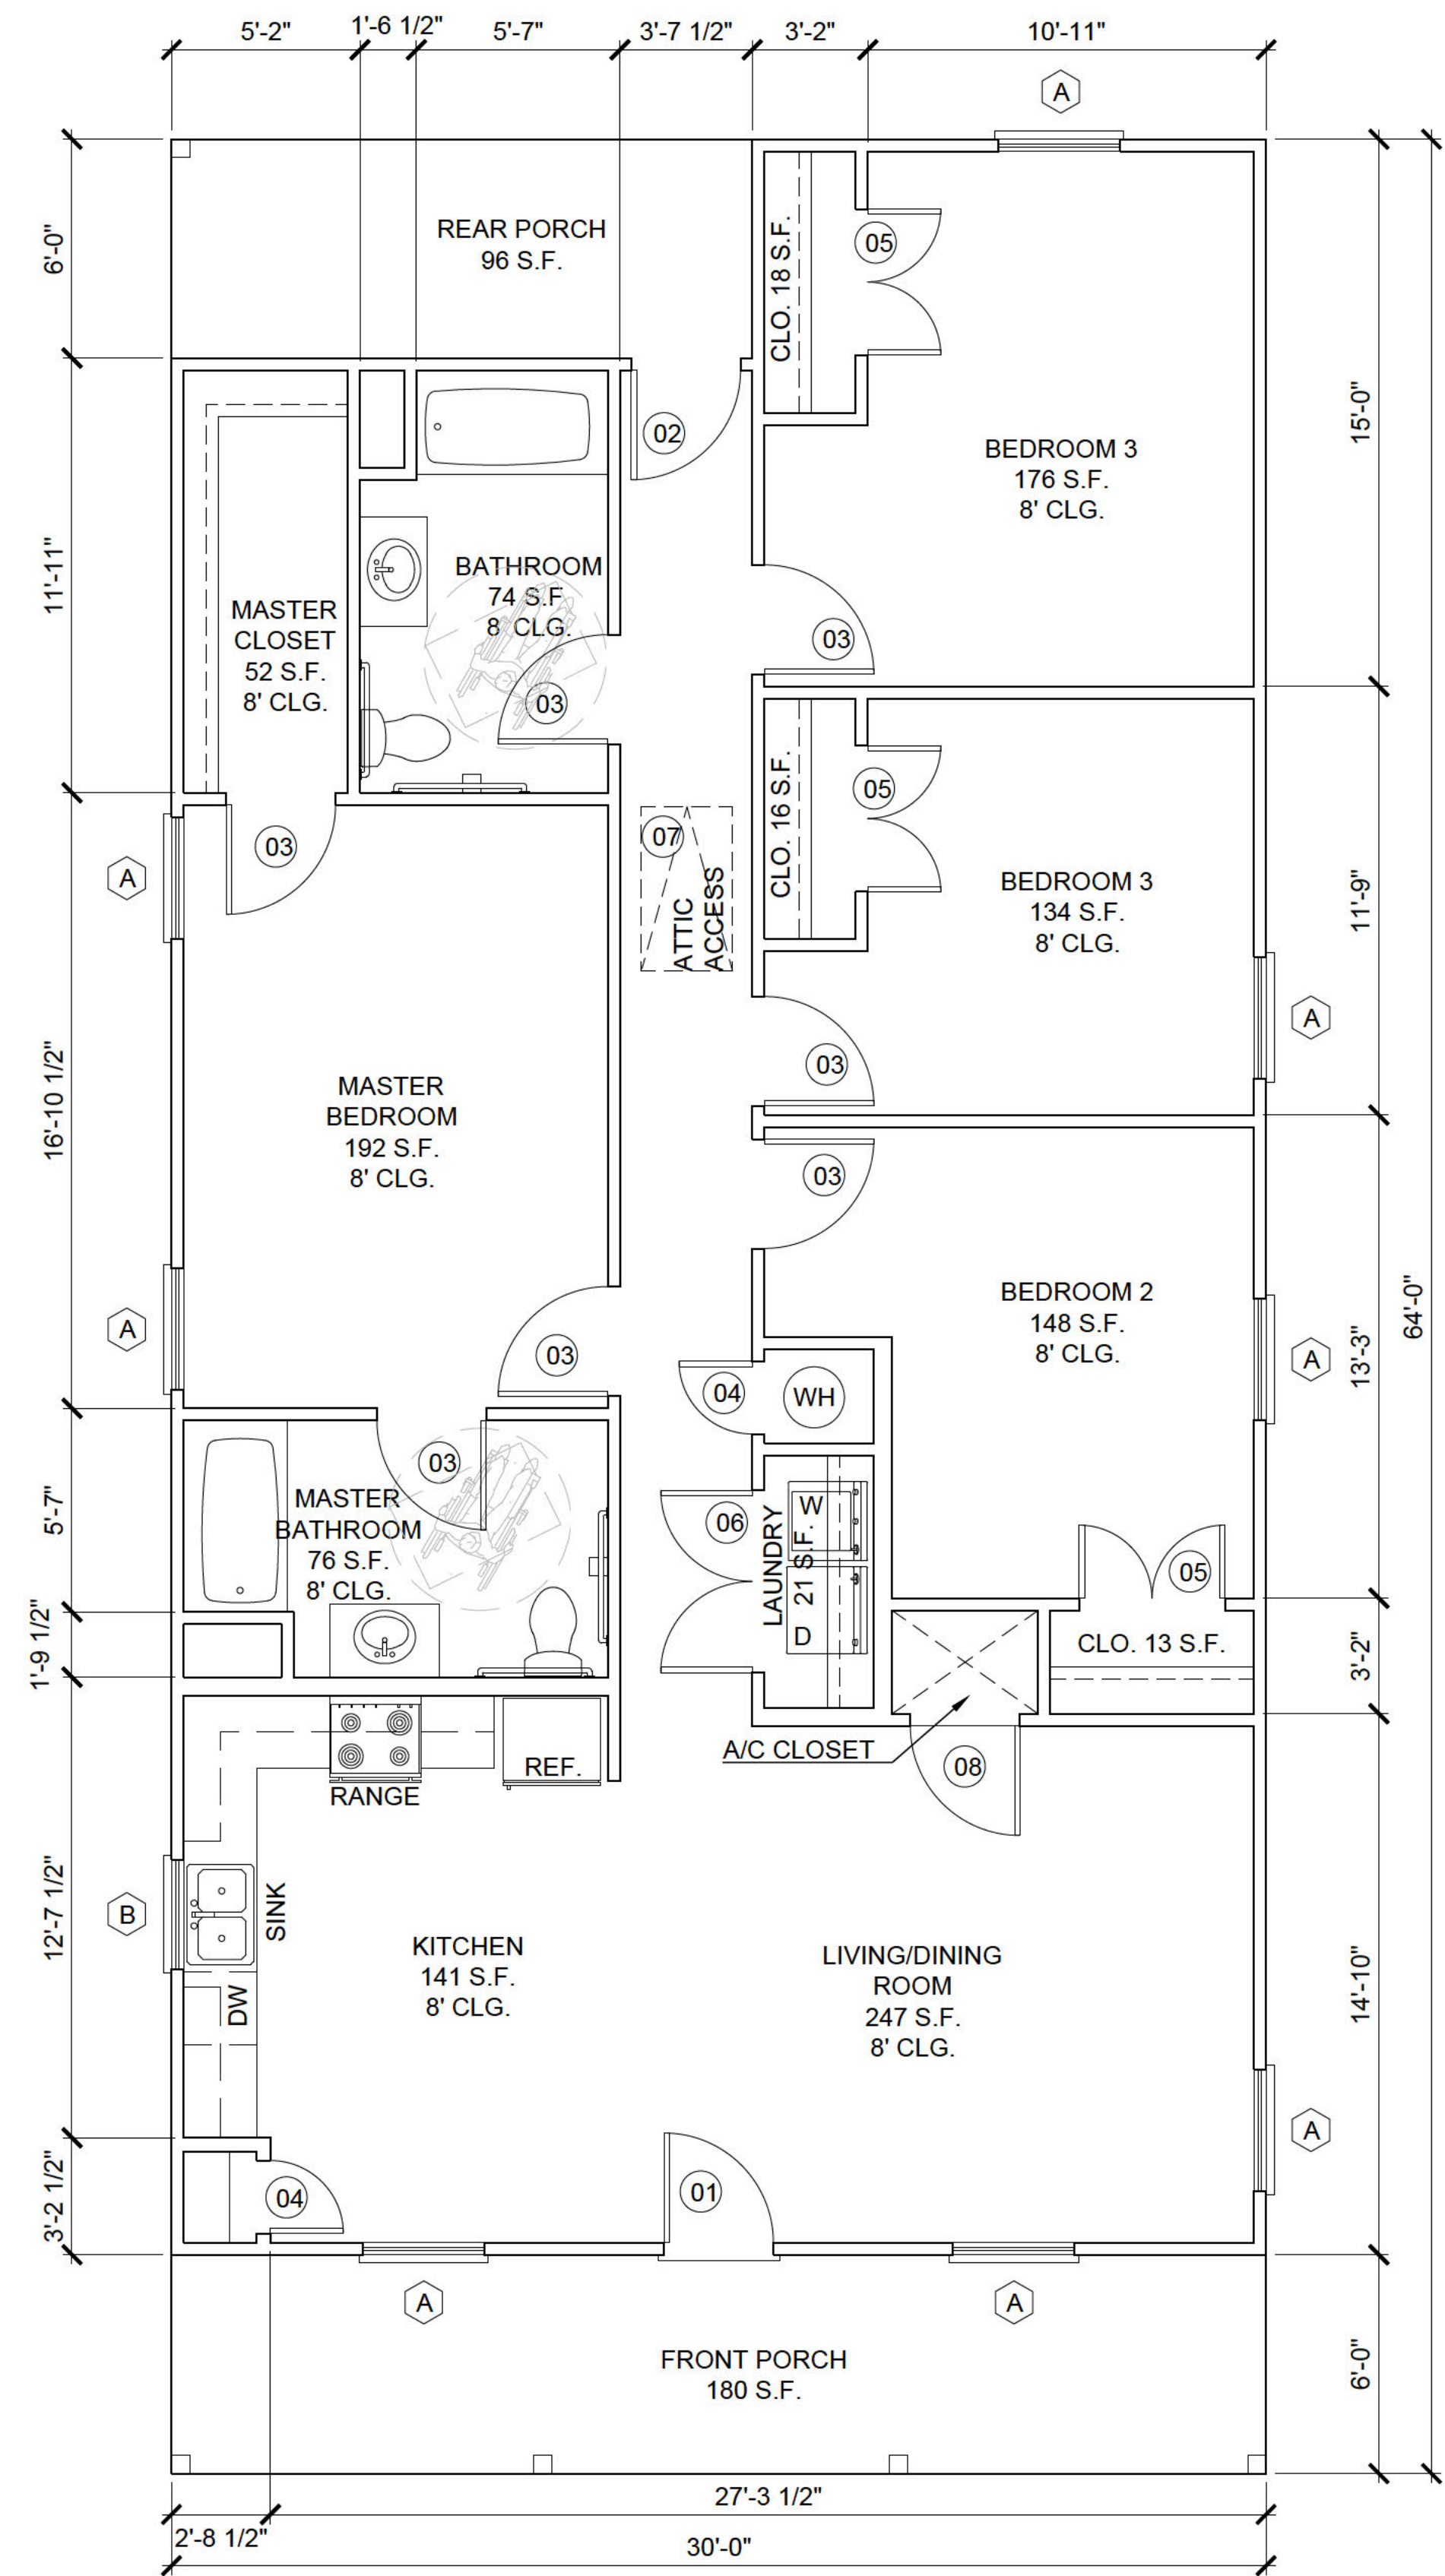 5'-2"
1'-6 1/2"
5'-7"
3'-7 1/2"
3'-2"
10'-11"
A
REAR PORCH
96 S.F.
6'-0"
CLO. 18 S.F.
05
02
BEDROOM 3
176 S.F.
8' CLG.
15'-0"
11'-11"
BATHROOM
74 S.F.
8' CLG.
MASTER
CLOSET
52 S.F.
8' CLG.
03
03
03
07
ATTIC
ACCESS
CLO. 16 S.F.
05
A
BEDROOM 3
134 S.F.
8' CLG.
11'-9"
A
03
16'-10 1/2"
MASTER
BEDROOM
192 S.F.
8' CLG.
03
BEDROOM 2
148 S.F.
8' CLG.
64'-0"
13'-3"
A
A
03
04
WH
03
5'-7"
MASTER
BATHROOM
76 S.F.
8' CLG.
06
LAUNDRY
21 S.F.
W
D
05
1'-9 1/2"
CLO. 13 S.F.
3'-2"
A/C CLOSET
08
RANGE
REF.
12'-7 1/2"
B
SINK
DW
KITCHEN
141 S.F.
8' CLG.
LIVING/DINING
ROOM
247 S.F.
8' CLG.
14'-10"
A
3'-2 1/2"
04
01
A
A
FRONT PORCH
180 S.F.
6'-0"
27'-3 1/2"
2'-8 1/2"
30'-0"